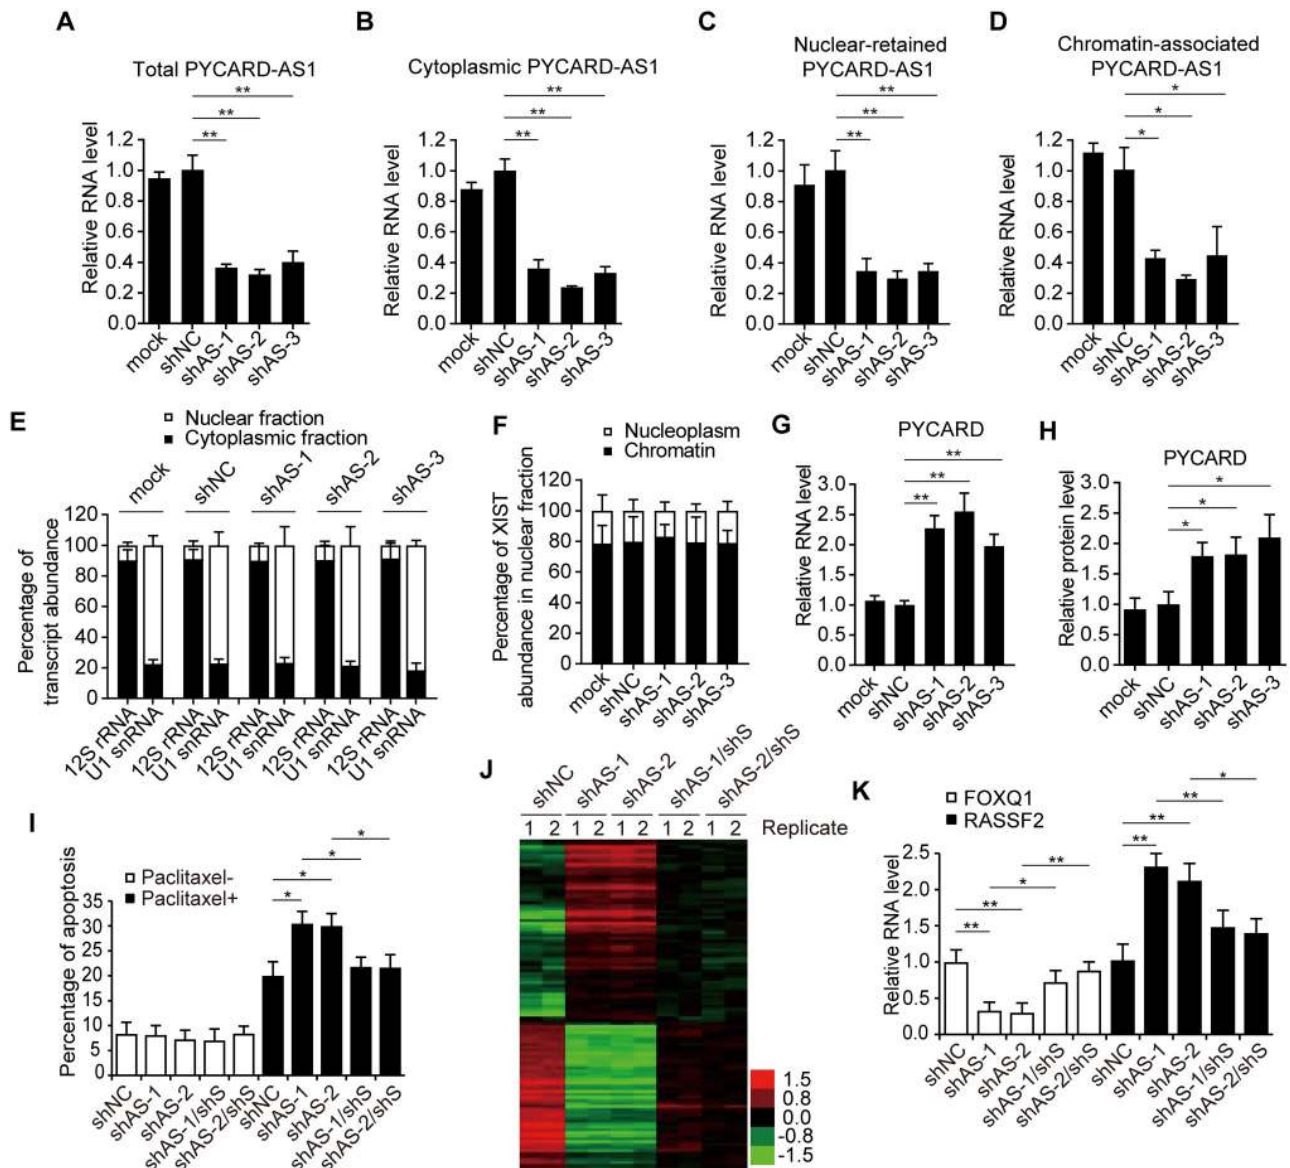 A
Total PYCARD-AS1
**
**
**
Relative RNA level
1.2
1.0
0.8
0.6
0.4
0.2
0.0
mock
shNC
shAS-1
shAS-2
shAS-3
B
Cytoplasmic PYCARD-AS1
**
**
**
Relative RNA level
1.2
1.0
0.8
0.6
0.4
0.2
0.0
mock
shNC
shAS-1
shAS-2
shAS-3
C
Nuclear-retained
PYCARD-AS1
**
**
**
Relative RNA level
1.2
1.0
0.8
0.6
0.4
0.2
0.0
mock
shNC
shAS-1
shAS-2
shAS-3
D
Chromatin-associated
PYCARD-AS1
*
*
*
Relative RNA level
1.2
1.0
0.8
0.6
0.4
0.2
0.0
mock
shNC
shAS-1
shAS-2
shAS-3
E
Nuclear fraction
Cytoplasmic fraction
mock
shNC
shAS-1
shAS-2
shAS-3
Percentage of
transcript abundance
120
100
80
60
40
20
0
12S rRNA
U1 snRNA
12S rRNA
U1 snRNA
12S rRNA
U1 snRNA
12S rRNA
U1 snRNA
12S rRNA
U1 snRNA
F
Nucleoplasm
Chromatin
Percentage of XIST
abundance in nuclear fraction
120
100
80
60
40
20
0
mock
shNC
shAS-1
shAS-2
shAS-3
G
PYCARD
**
**
**
Relative RNA level
3.0
2.5
2.0
1.5
1.0
0.5
0.0
mock
shNC
shAS-1
shAS-2
shAS-3
H
PYCARD
*
*
*
Relative protein level
3.0
2.5
2.0
1.5
1.0
0.5
0.0
mock
shNC
shAS-1
shAS-2
shAS-3
I
*
*
*
*
Paclitaxel-
Paclitaxel+
Percentage of apoptosis
35
30
25
20
15
10
5
0
shNC
shAS-1
shAS-2
shAS-1/shS
shAS-2/shS
shNC
shAS-1
shAS-2
shAS-1/shS
shAS-2/shS
J
shNC
shAS-1
shAS-2
shAS-1/shS
shAS-2/shS
1 2 1 2 1 2 1 2 1 2 Replicate
1.5
0.8
0.0
-0.8
-1.5
K
FOXQ1
RASSF2
*
**
**
**
**
*
**
**
Relative RNA level
2.5
2.0
1.5
1.0
0.5
0.0
shNC
shAS-1
shAS-2
shAS-1/shS
shAS-2/shS
shNC
shAS-1
shAS-2
shAS-1/shS
shAS-2/shS